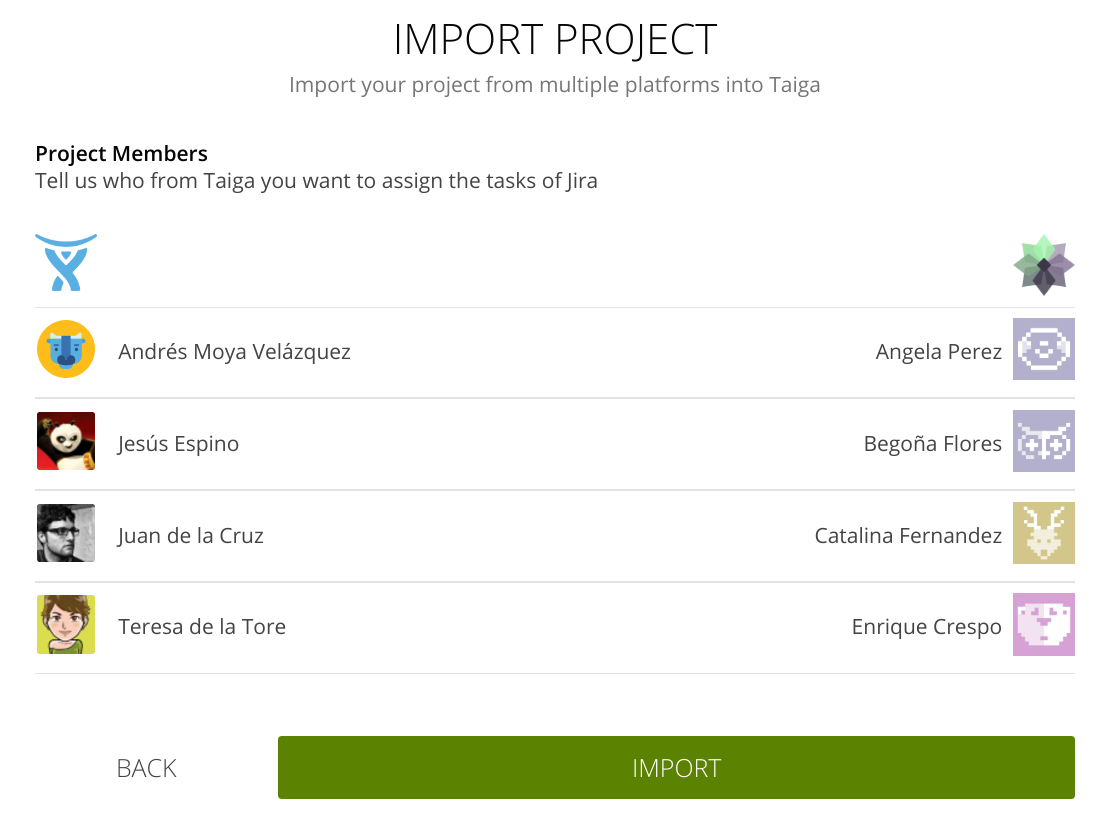 IMPORT PROJECT
Import your project from multiple platforms into Taiga
Project Members
Tell us who from Taiga you want to assign the tasks of Jira
Andrés Moya Velázquez Angela Perez
Jesús Espino Begoña Flores
Juan de la Cruz Catalina Fernandez
Teresa de la Tore Enrique Crespo
BACK IMPORT